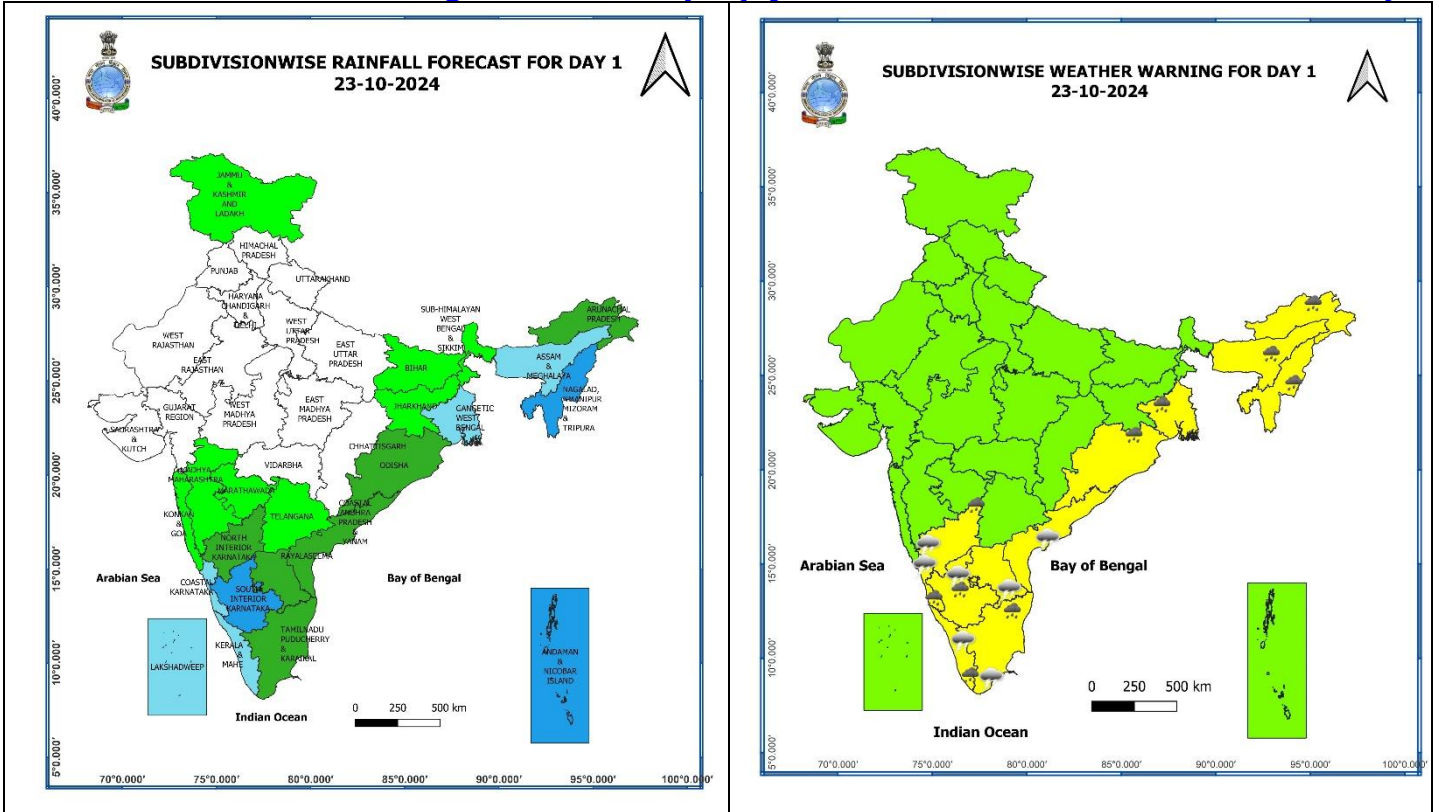 SUBDIVISIONWISE RAINFALL FORECAST FOR DAY 1
23-10-2024
40°0.000'
35°0.000'
30°0.000'
25°0.000'
20°0.000'
15°0.000'
10°0.000'
5°0.000'
JAMMU
&
KASHMIR
AND
LADAKH
HIMACHAL
PRADESH
PUNJAB
UTTARAKHAND
HARYANA
CHANDIGARH
&
DELHI
WEST
UTTAR
PRADESH
EAST
UTTAR
PRADESH
WEST
RAJASTHAN
EAST
RAJASTHAN
SUB-HIMALAYAN
WEST
BENGAL
&
SIKKIM
ARUNACHAL
PRADESH
ASSAM
&
MEGHALAYA
NAGALAD,
MANIPUR
MIZORAM
&
TRIPURA
BIHAR
JHARKHAND
GANGETIC
WEST
BENGAL
GUJARAT
REGION
SAURASHTRA
&
KUTCH
WEST
MADHYA
PRADESH
EAST
MADHYA
PRADESH
CHHATTISGARH
ODISHA
VIDARBHA
MADHYA
MAHARASHTRA
MARATHAWADA
TELANGANA
KONKAN
&
GOA
COASTAL
ANDHRA
PRADESH
&
YANAM
NORTH
INTERIOR
KARNATAKA
RAYALASEEMA
COASTAL
KARNATAKA
SOUTH
INTERIOR
KARNATAKA
TAMILNADU
PUDUCHERRY
&
KARAIKAL
KERALA
&
MAHE
LAKSHADWEEP
ANDAMAN
&
NICOBAR
ISLAND
Arabian Sea
Bay of Bengal
Indian Ocean
0 250 500 km
70°0.000' 75°0.000' 80°0.000' 85°0.000' 90°0.000' 95°0.000' 100°0.000'
SUBDIVISIONWISE WEATHER WARNING FOR DAY 1
23-10-2024
40°0.000'
35°0.000'
30°0.000'
25°0.000'
20°0.000'
15°0.000'
10°0.000'
5°0.000'
Arabian Sea
Bay of Bengal
Indian Ocean
0 250 500 km
70°0.000' 75°0.000' 80°0.000' 85°0.000' 90°0.000' 95°0.000' 100°0.000'